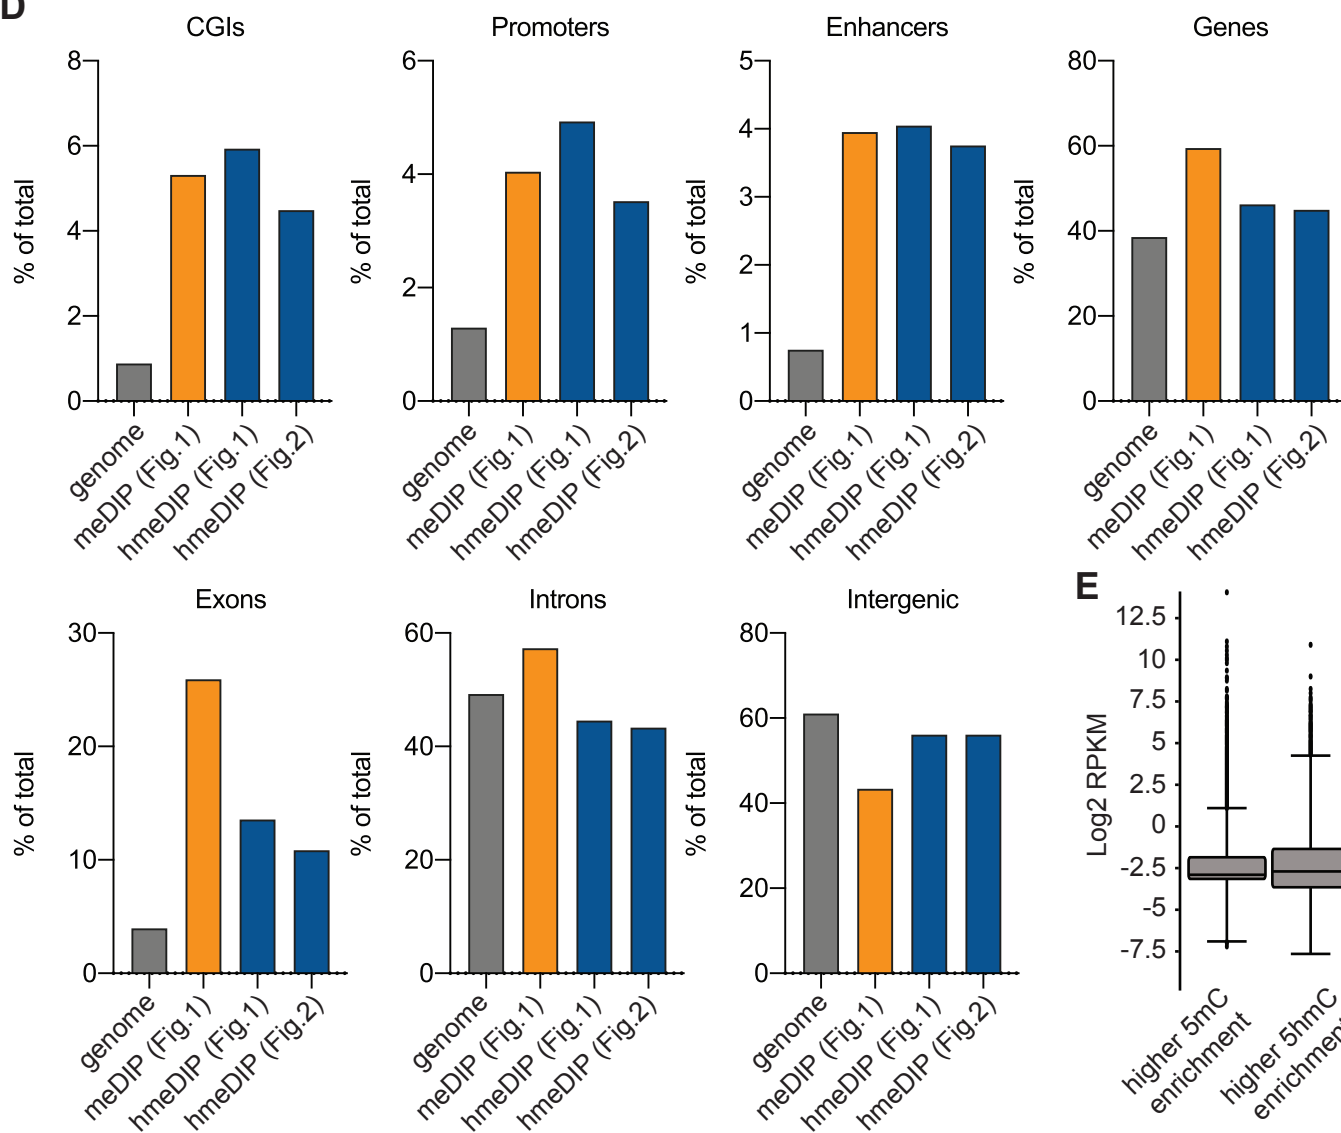 D
CGIs
% of total
8
6
4
2
0
genome
meDIP (Fig.1)
hmeDIP (Fig.1)
hmeDIP (Fig.2)
Promoters
% of total
6
4
2
0
genome
meDIP (Fig.1)
hmeDIP (Fig.1)
hmeDIP (Fig.2)
Enhancers
% of total
5
4
3
2
1
0
genome
meDIP (Fig.1)
hmeDIP (Fig.1)
hmeDIP (Fig.2)
Genes
% of total
80
60
40
20
0
genome
meDIP (Fig.1)
hmeDIP (Fig.1)
hmeDIP (Fig.2)
Exons
% of total
30
20
10
0
genome
meDIP (Fig.1)
hmeDIP (Fig.1)
hmeDIP (Fig.2)
Introns
% of total
60
40
20
0
genome
meDIP (Fig.1)
hmeDIP (Fig.1)
hmeDIP (Fig.2)
Intergenic
% of total
80
60
40
20
0
genome
meDIP (Fig.1)
hmeDIP (Fig.1)
hmeDIP (Fig.2)
E
Log2 RPKM
12.5
10
7.5
5
2.5
0
-2.5
-5
-7.5
higher 5mC
enrichment
higher 5hmC
enrichment